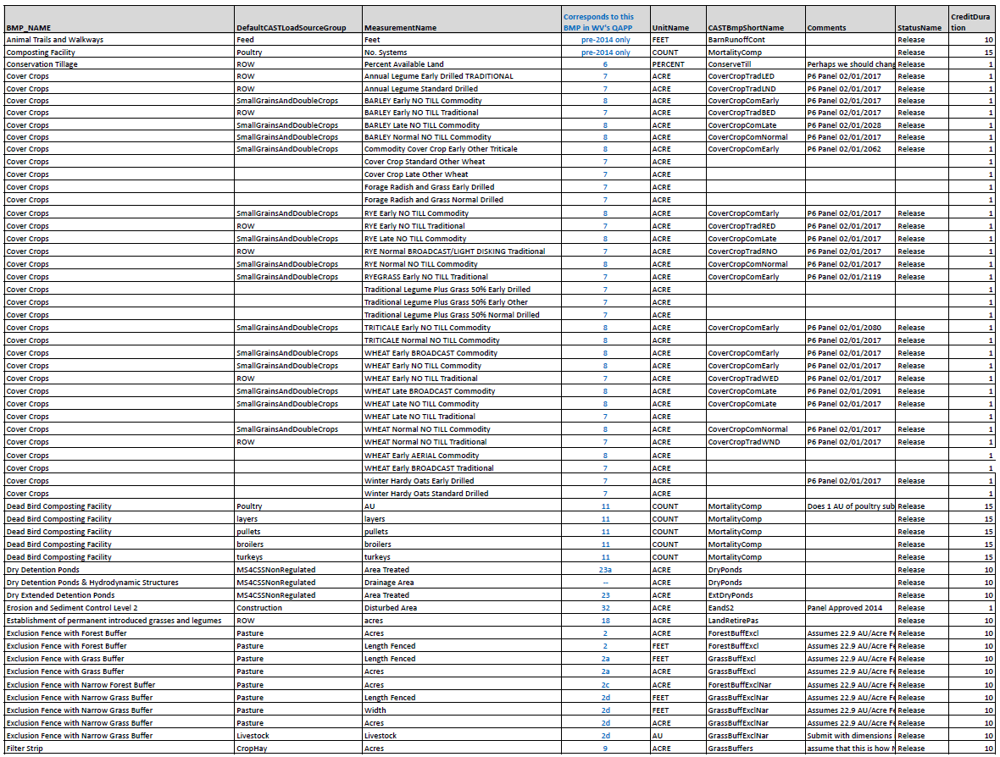 Corresponds to this CreditDura
BMP_NAME DefaultCASTLoadSourceGroup MeasurementName BMP in WV's QAPP UnitName CASTBmpShortName Comments StatusName tion
Animal Trails and Walkways Feed Feet pre-2014 only FEET BarnRunoffCont 10
Composting Facility Poultry No. Systems pre-2014 only COUNT MortalityComp Release 15
Conservation Tillage ROW Percent Available Land 6 PERCENT ConserveTill Perhaps we should chang Release 1
Cover Crops ROW Annual Legume Early Drilled TRADITIONAL 7 ACRE CoverCropTradLED P6 Panel 02/01/2017 Release 1
Cover Crops ROW Annual Legume Standard Drilled 7 ACRE CoverCropTradLND P6 Panel 02/01/2017 Release 1
Cover Crops SmallGrainsAndDoubleCrops BARLEY Early NO TILL Commodity 8 ACRE CoverCropComEarly P6 Panel 02/01/2017 Release 1
Cover Crops ROW BARLEY Early NO TILL Traditional 7 ACRE CoverCropTradBED P6 Panel 02/01/2017 Release 1
Cover Crops SmallGrainsAndDoubleCrops BARLEY Late NO TILL Commodity 8 ACRE CoverCropComLate P6 Panel 02/01/2028 Release 1
Cover Crops SmallGrainsAndDoubleCrops BARLEY Normal NO TILL Commodity 8 ACRE CoverCropComNormal P6 Panel 02/01/2017 Release 1
Cover Crops SmallGrainsAndDoubleCrops Commodity Cover Crop Early Other Triticale 8 ACRE CoverCropComEarly P6 Panel 02/01/2062 Release 1
Cover Crops Cover Crop Standard Other Wheat 7 ACRE 1
Cover Crops Cover Crop Late Other Wheat 7 ACRE 1
Cover Crops Forage Radish and Grass Early Drilled 7 ACRE 1
Cover Crops Forage Radish and Grass Normal Drilled 7 ACRE 1
Cover Crops SmallGrainsAndDoubleCrops RYE Early NO TILL Commodity 8 ACRE CoverCropComEarly P6 Panel 02/01/2017 Release 1
Cover Crops ROW RYE Early NO TILL Traditional 7 ACRE CoverCropTradRED P6 Panel 02/01/2017 Release 1
Cover Crops SmallGrainsAndDoubleCrops RYE Late NO TILL Commodity 8 ACRE CoverCropComLate P6 Panel 02/01/2017 Release 1
Cover Crops ROW RYE Normal BROADCAST/LIGHT DISKING Traditional 7 ACRE CoverCropTradRNO P6 Panel 02/01/2017 Release 1
Cover Crops SmallGrainsAndDoubleCrops RYE Normal NO TILL Commodity 8 ACRE CoverCropComNormal P6 Panel 02/01/2017 Release 1
Cover Crops SmallGrainsAndDoubleCrops RYEGRASS Early NO TILL Traditional 7 ACRE CoverCropComEarly P6 Panel 02/01/2119 Release 1
Cover Crops Traditional Legume Plus Grass 50% Early Drilled 7 ACRE 1
Cover Crops Traditional Legume Plus Grass 50% Early Other 7 ACRE 1
Cover Crops Traditional Legume Plus Grass 50% Normal Drilled 7 ACRE 1
Cover Crops SmallGrainsAndDoubleCrops TRITICALE Early NO TILL Commodity 8 ACRE CoverCropComEarly P6 Panel 02/01/2080 Release 1
Cover Crops TRITICALE Normal NO TILL Commodity 8 ACRE P6 Panel 02/01/2017 Release 1
Cover Crops SmallGrainsAndDoubleCrops WHEAT Early BROADCAST Commodity 8 ACRE CoverCropComEarly P6 Panel 02/01/2017 Release 1
Cover Crops SmallGrainsAndDoubleCrops WHEAT Early NO TILL Commodity 8 ACRE CoverCropComEarly P6 Panel 02/01/2017 Release 1
Cover Crops ROW WHEAT Early NO TILL Traditional 7 ACRE CoverCropTradWED P6 Panel 02/01/2017 Release 1
Cover Crops SmallGrainsAndDoubleCrops WHEAT Late BROADCAST Commodity 8 ACRE CoverCropComLate P6 Panel 02/01/2091 Release 1
Cover Crops SmallGrainsAndDoubleCrops WHEAT Late NO TILL Commodity 8 ACRE CoverCropComLate P6 Panel 02/01/2017 Release 1
Cover Crops WHEAT Late NO TILL Traditional 7 ACRE 1
Cover Crops SmallGrainsAndDoubleCrops WHEAT Normal NO TILL Commodity 8 ACRE CoverCropComNormal P6 Panel 02/01/2017 Release 1
Cover Crops ROW WHEAT Normal NO TILL Traditional 7 ACRE CoverCropTradWND P6 Panel 02/01/2017 Release 1
Cover Crops WHEAT Early AERIAL Commodity 8 ACRE 1
Cover Crops WHEAT Early BROADCAST Traditional 7 ACRE 1
Cover Crops Winter Hardy Oats Early Drilled 7 ACRE P6 Panel 02/01/2017 Release 1
Cover Crops Winter Hardy Oats Standard Drilled 7 ACRE 1
Dead Bird Composting Facility Poultry AU 11 COUNT MortalityComp Does 1 AU of poultry sub Release 15
Dead Bird Composting Facility layers layers 11 COUNT MortalityComp Release 15
Dead Bird Composting Facility pullets pullets 11 COUNT MortalityComp Release 15
Dead Bird Composting Facility broilers broilers 11 COUNT MortalityComp Release 15
Dead Bird Composting Facility turkeys turkeys 11 COUNT MortalityComp Release 15
Dry Detention Ponds MS4CSSNonRegulated Area Treated 23a ACRE DryPonds Release 10
Dry Detention Ponds & Hydrodynamic Structures MS4CSSNonRegulated Drainage Area -- ACRE DryPonds Release 10
Dry Extended Detention Ponds MS4CSSNonRegulated Area Treated 23 ACRE ExtDryPonds Release 10
Erosion and Sediment Control Level 2 Construction Disturbed Area 32 ACRE EandS2 Panel Approved 2014 Release 1
Establishment of permanent introduced grasses and legumes ROW acres 18 ACRE LandRetirePas Release 10
Exclusion Fence with Forest Buffer Pasture Acres 2 ACRE ForestBuffExcl Assumes 22.9 AU/Acre Fe Release 10
Exclusion Fence with Forest Buffer Pasture Length Fenced 2 FEET ForestBuffExcl Assumes 22.9 AU/Acre Fe Release 10
Exclusion Fence with Grass Buffer Pasture Length Fenced 2a FEET GrassBuffExcl Assumes 22.9 AU/Acre Fe Release 10
Exclusion Fence with Grass Buffer Pasture Acres 2a ACRE GrassBuffExcl Assumes 22.9 AU/Acre Fe Release 10
Exclusion Fence with Narrow Forest Buffer Pasture Acres 2c ACRE ForestBuffExclNar Assumes 22.9 AU/Acre Fe Release 10
Exclusion Fence with Narrow Grass Buffer Pasture Length Fenced 2d FEET GrassBuffExclNar Assumes 22.9 AU/Acre Fe Release 10
Exclusion Fence with Narrow Grass Buffer Pasture Width 2d FEET GrassBuffExclNar Assumes 22.9 AU/Acre Fe Release 10
Exclusion Fence with Narrow Grass Buffer Pasture Acres 2d ACRE GrassBuffExclNar Assumes 22.9 AU/Acre Fe Release 10
Exclusion Fence with Narrow Grass Buffer Livestock Livestock 2d AU GrassBuffExclNar Submit with dimensions Release 10
Filter Strip CropHay Acres 9 ACRE GrassBuffers assume that this is how Release 10